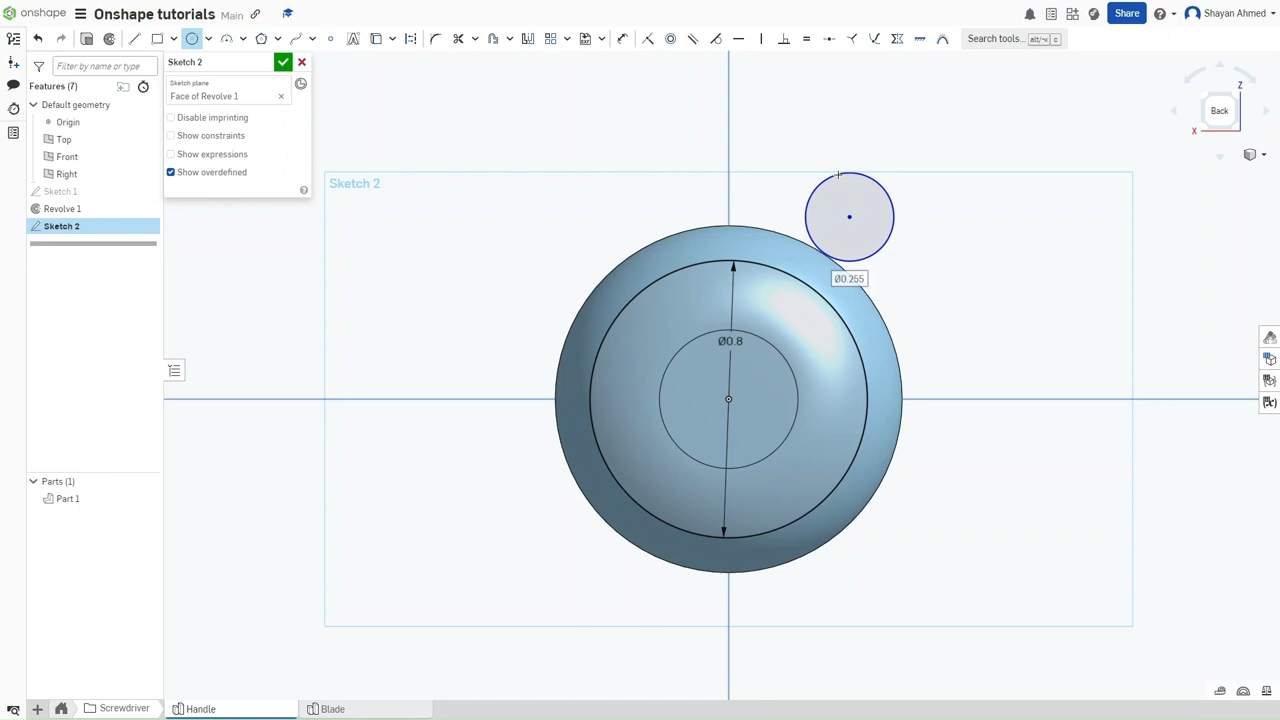 onshape Onshape tutorials Main Share Shayan Ahmed
Search tools... alt/⌥ c
Sketch 2
Filter by name or type
Sketch plane
Face of Revolve 1
Features (7)
Default geometry
Origin
Top
Front
Right
Sketch 1
Revolve 1
Sketch 2
Disable imprinting
Show constraints
Show expressions
Show overdefined
Sketch 2
Z
Back
X
Ø0.255
Ø0.8
Parts (1)
Part 1
Screwdriver
Handle
Blade